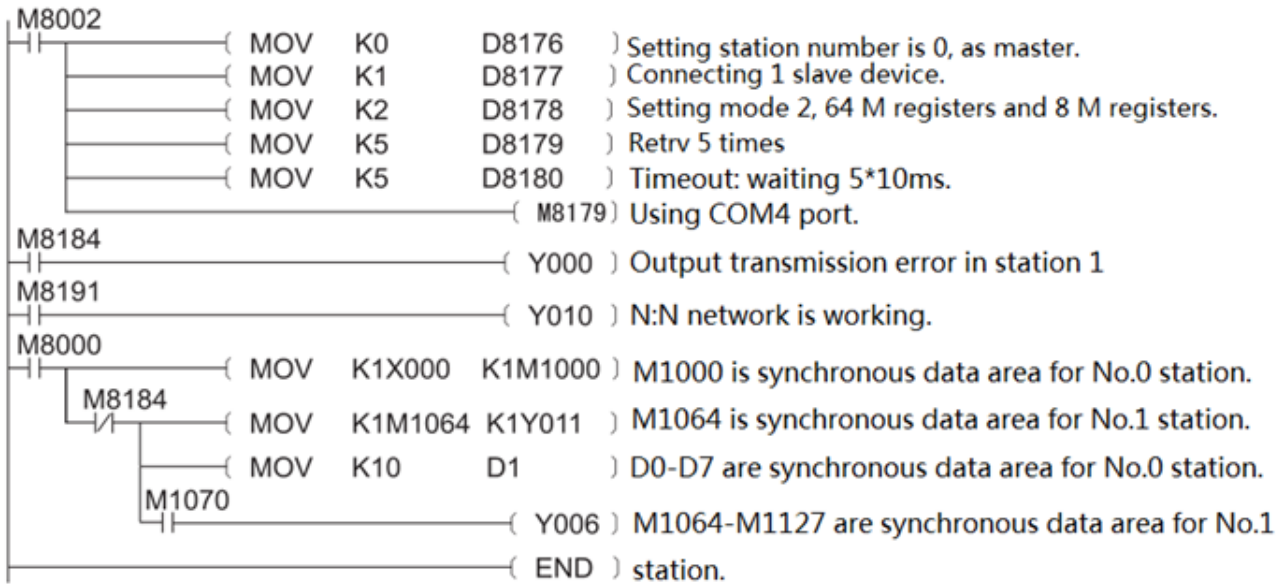 M8002
MOV K0 D8176 Setting station number is 0, as master.
MOV K1 D8177 Connecting 1 slave device.
MOV K2 D8178 Setting mode 2, 64 M registers and 8 M registers.
MOV K5 D8179 Retrv 5 times
MOV K5 D8180 Timeout: waiting 5*10ms.
M8179 Using COM4 port.
M8184
Y000 Output transmission error in station 1
M8191
Y010 N:N network is working.
M8000
MOV K1X000 K1M1000 M1000 is synchronous data area for No.0 station.
M8184
MOV K1M1064 K1Y011 M1064 is synchronous data area for No.1 station.
MOV K10 D1 D0-D7 are synchronous data area for No.0 station.
M1070
Y006 M1064-M1127 are synchronous data area for No.1
END station.